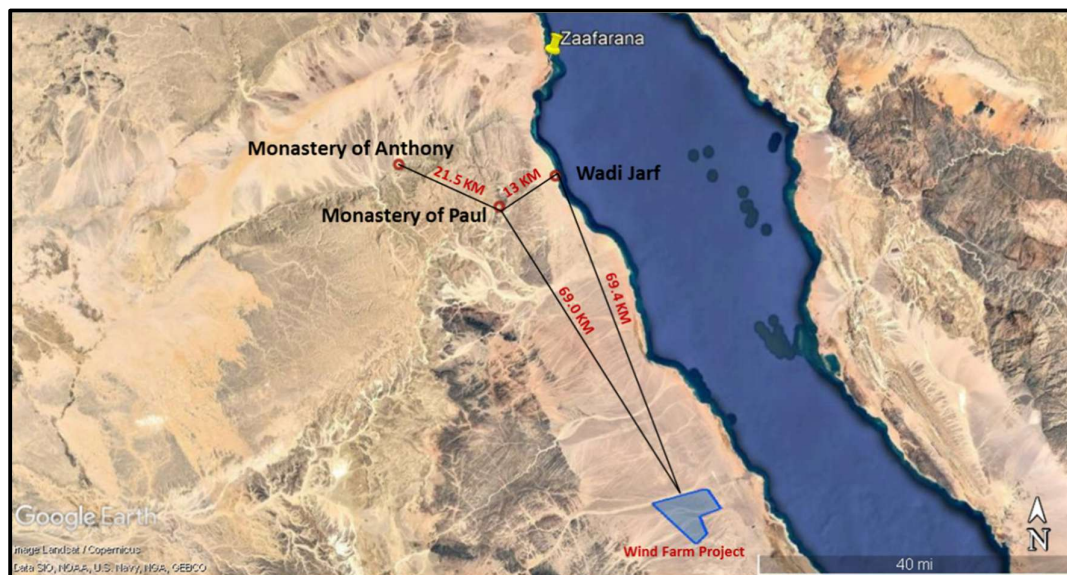 Zaafarana
Monastery of Anthony
21.5 KM
13 KM
Wadi Jarf
Monastery of Paul
69.0 KM
69.4 KM
Google Earth
Image Landsat / Copernicus
Data SIO, NOAA, U.S. Navy, NGA, GEBCO
Wind Farm Project
40 mi
N